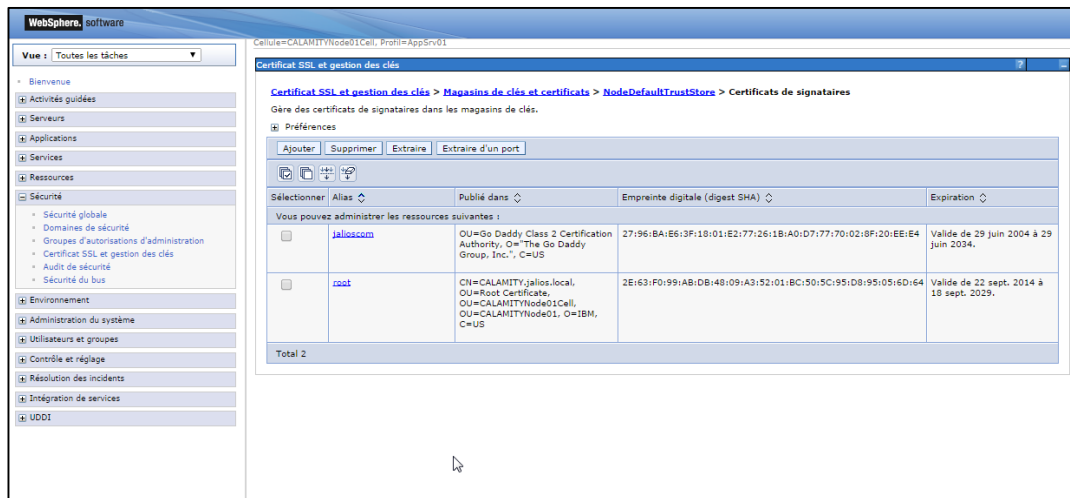 WebSphere. software
Cellule=CALAMITYNode01Cell, Profil=AppSrv01
Vue : Toutes les tâches
Bienvenue
Activités guidées
Serveurs
Applications
Services
Ressources
Sécurité
Sécurité globale
Domaines de sécurité
Groupes d'autorisations d'administration
Certificat SSL et gestion des clés
Audit de sécurité
Sécurité du bus
Environnement
Administration du système
Utilisateurs et groupes
Contrôle et réglage
Résolution des incidents
Intégration de services
UDDI
Certificat SSL et gestion des clés ? –
Certificat SSL et gestion des clés > Magasins de clés et certificats > NodeDefaultTrustStore > Certificats de signataires
Gère des certificats de signataires dans les magasins de clés.
Préférences
Ajouter Supprimer Extraire Extraire d'un port
Sélectionner Alias Publié dans Empreinte digitale (digest SHA) Expiration
Vous pouvez administrer les ressources suivantes :
jalioscom OU=Go Daddy Class 2 Certification 27:96:BA:E6:3F:18:01:E2:77:26:1B:A0:D7:77:70:02:8F:20:EE:E4 Valide de 29 juin 2004 à 29
Authority, O="The Go Daddy juin 2034.
Group, Inc.", C=US
root CN=CALAMITY.jalios.local, 2E:63:F0:99:AB:DB:48:09:A3:52:01:BC:50:5C:95:D8:95:05:6D:64 Valide de 22 sept. 2014 à
OU=Root Certificate, 18 sept. 2029.
OU=CALAMITYNode01Cell,
OU=CALAMITYNode01, O=IBM,
C=US
Total 2